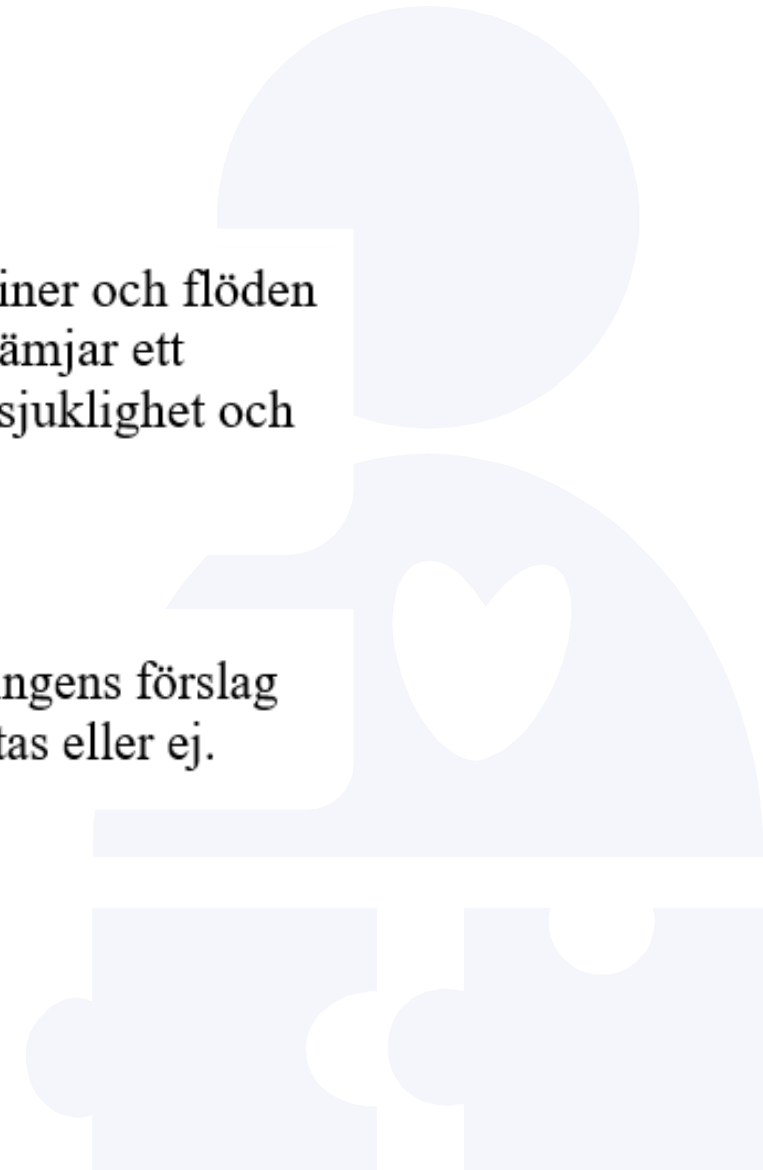 iner och flöden
ämjar ett
sjuklighet och
ngens förslag
tas eller ej.